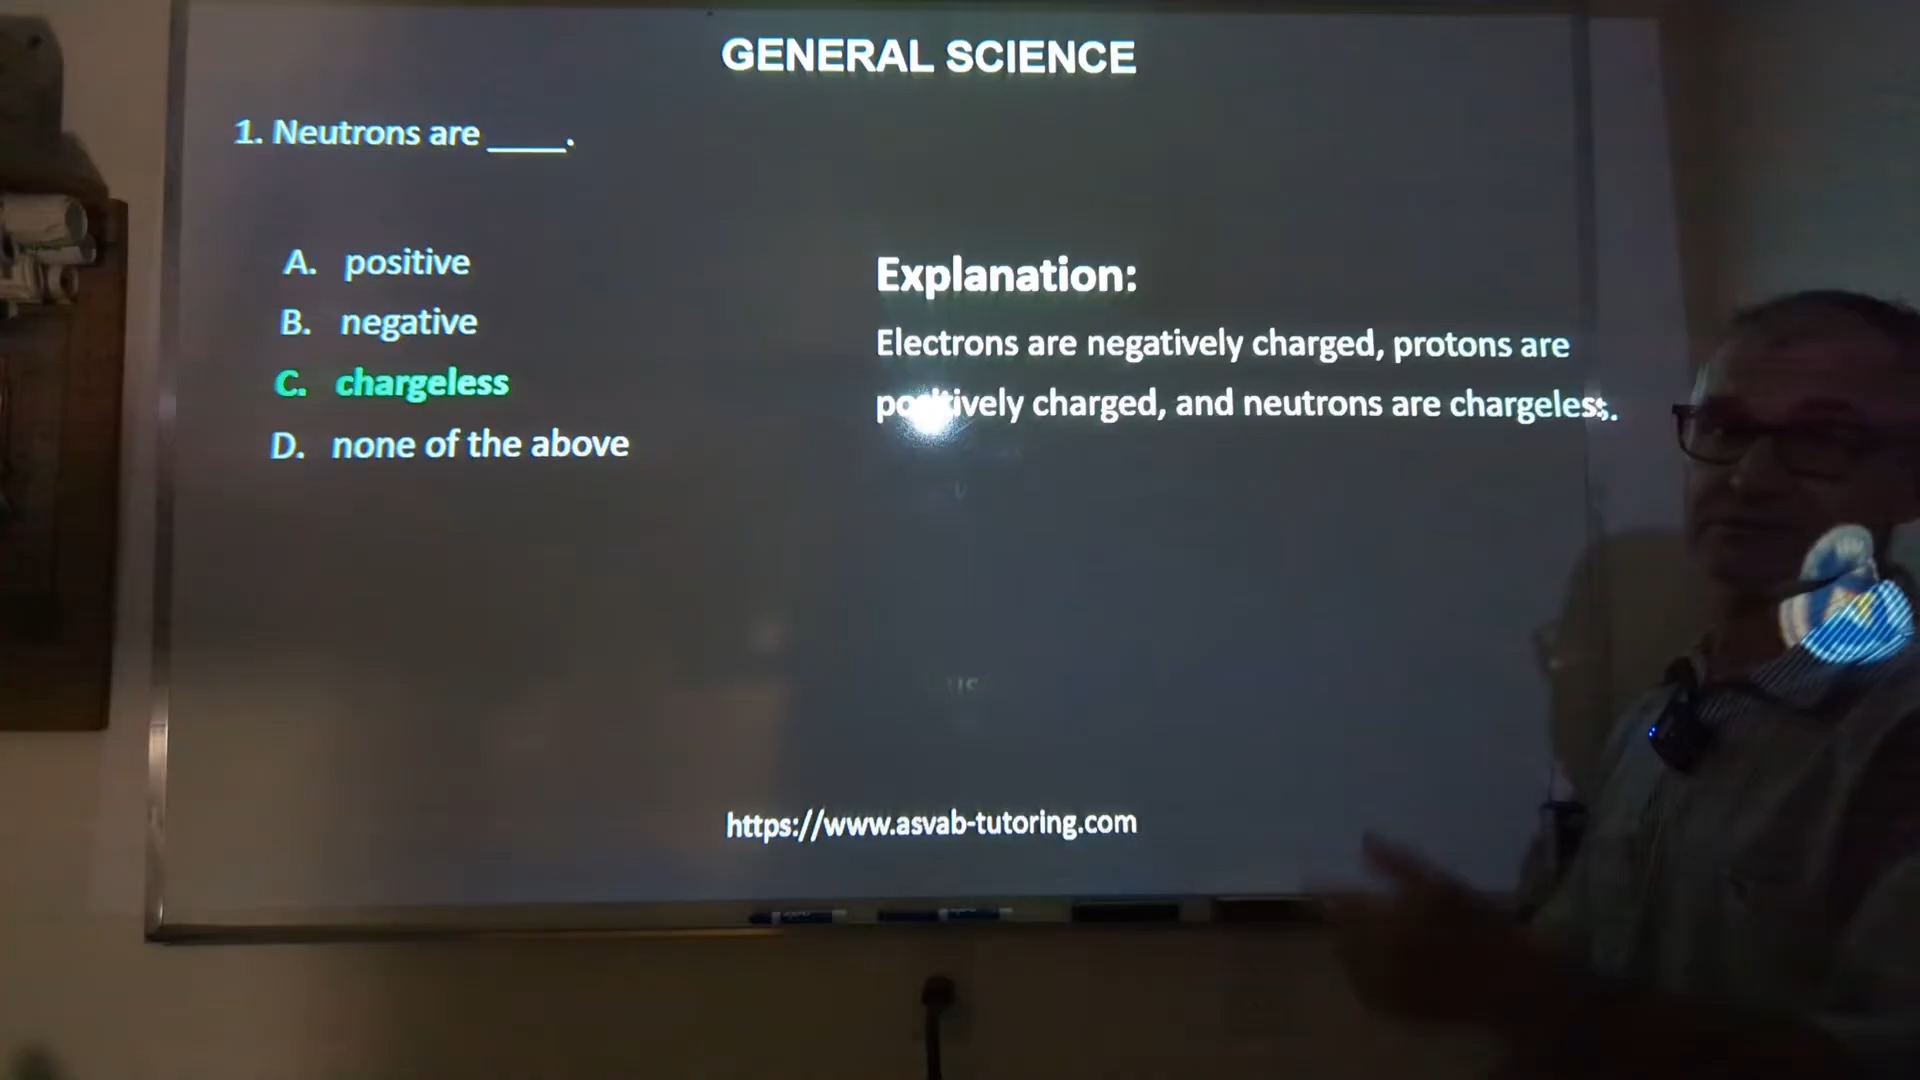 GENERAL SCIENCE
1. Neutrons are ____.
A. positive
B. negative
C. chargeless
D. none of the above
Explanation:
Electrons are negatively charged, protons are
positively charged, and neutrons are chargeless.
https://www.asvab-tutoring.com